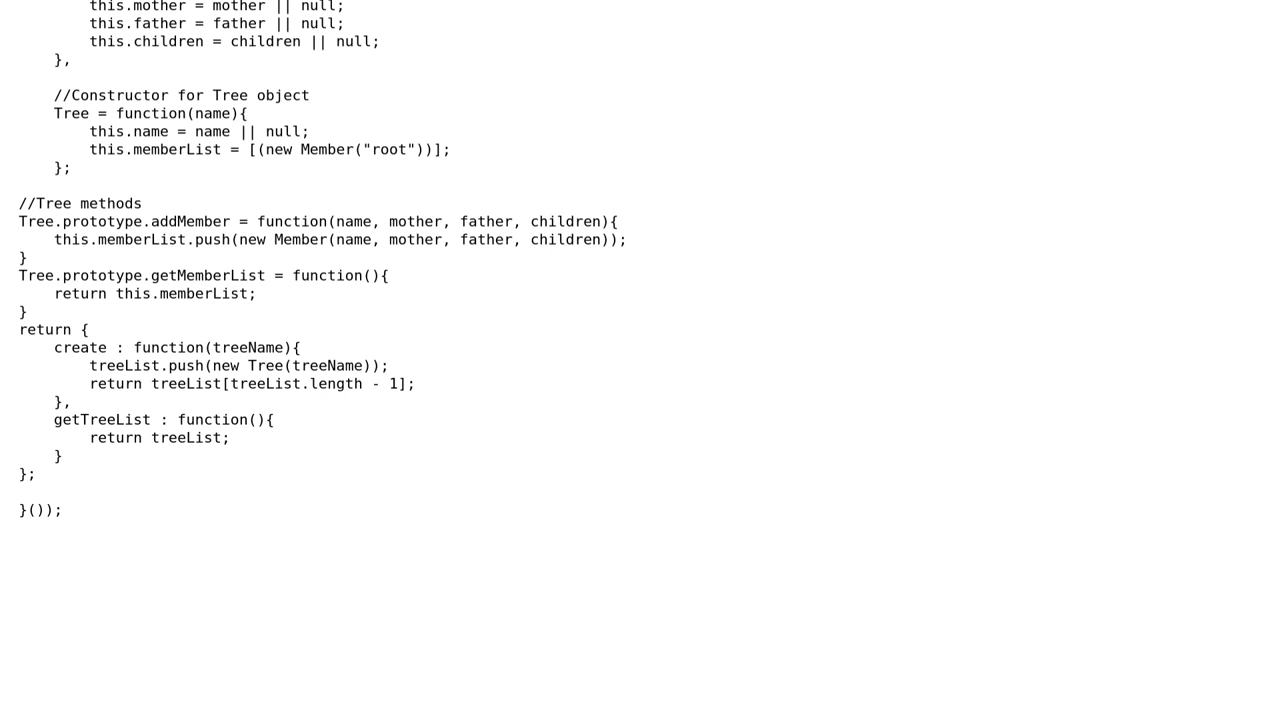 this.mother = mother || null;
        this.father = father || null;
        this.children = children || null;
    },

    //Constructor for Tree object
    Tree = function(name){
        this.name = name || null;
        this.memberList = [(new Member("root"))];
    };

//Tree methods
Tree.prototype.addMember = function(name, mother, father, children){
    this.memberList.push(new Member(name, mother, father, children));
}
Tree.prototype.getMemberList = function(){
    return this.memberList;
}
return {
    create : function(treeName){
        treeList.push(new Tree(treeName));
        return treeList[treeList.length - 1];
    },
    getTreeList : function(){
        return treeList;
    }
};

}());